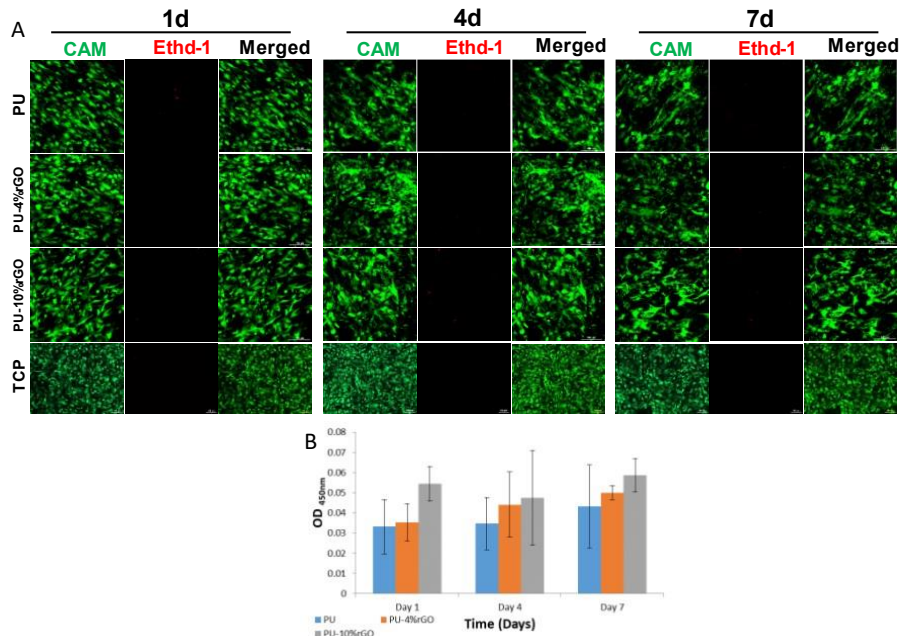 A
1d 4d 7d
CAM Ethd-1 Merged CAM Ethd-1 Merged CAM Ethd-1 Merged
PU
PU-4%rGO
PU-10%rGO
TCP
B
0.08
0.07
0.06
0.05
0.04
0.03
0.02
0.01
0
OD 450nm
Day 1 Day 4 Day 7
Time (Days)
PU PU-4%rGO
PU-10%rGO